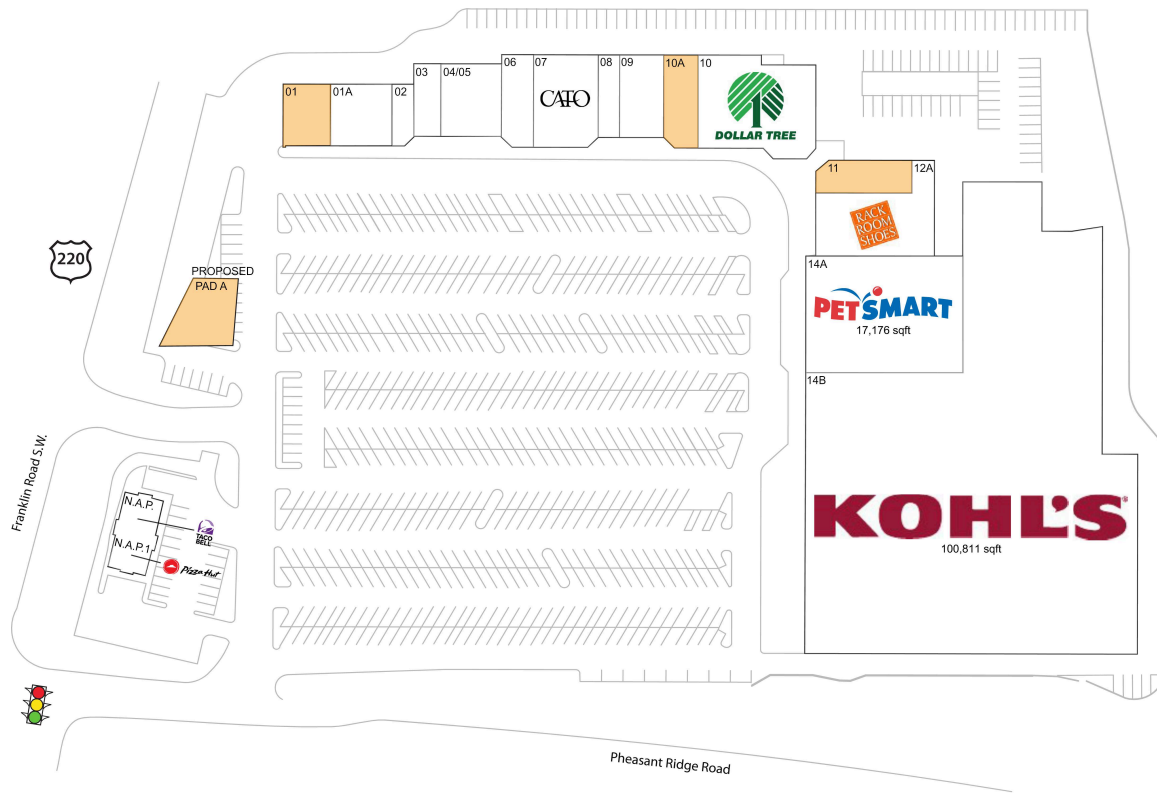 01
01A
02
03
04/05
06
07
CATO
08
09
10A
10
DOLLAR TREE
11
12A
RACK
ROOM
SHOES
220
PROPOSED
PAD A
14A
PETSMART
17,176 sqft
14B
KOHL'S
100,811 sqft
Franklin Road S.W.
N.A.P.
TACO
BELL
N.A.P.1
Pizza Hut
Pheasant Ridge Road